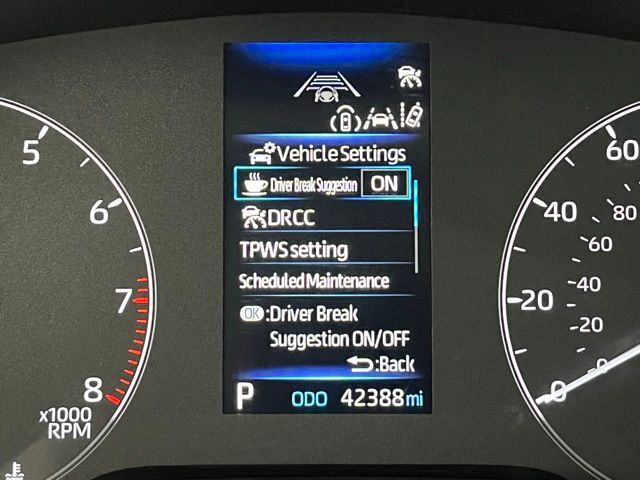 Vehicle Settings
Driver Break Suggestion ON
DRCC
TPWS setting
Scheduled Maintenance
OK :Driver Break
Suggestion ON/OFF
:Back
P ODO 42388 mi
5
6
7
8
x1000
RPM
60
40
20
0
80
60
40
20
0